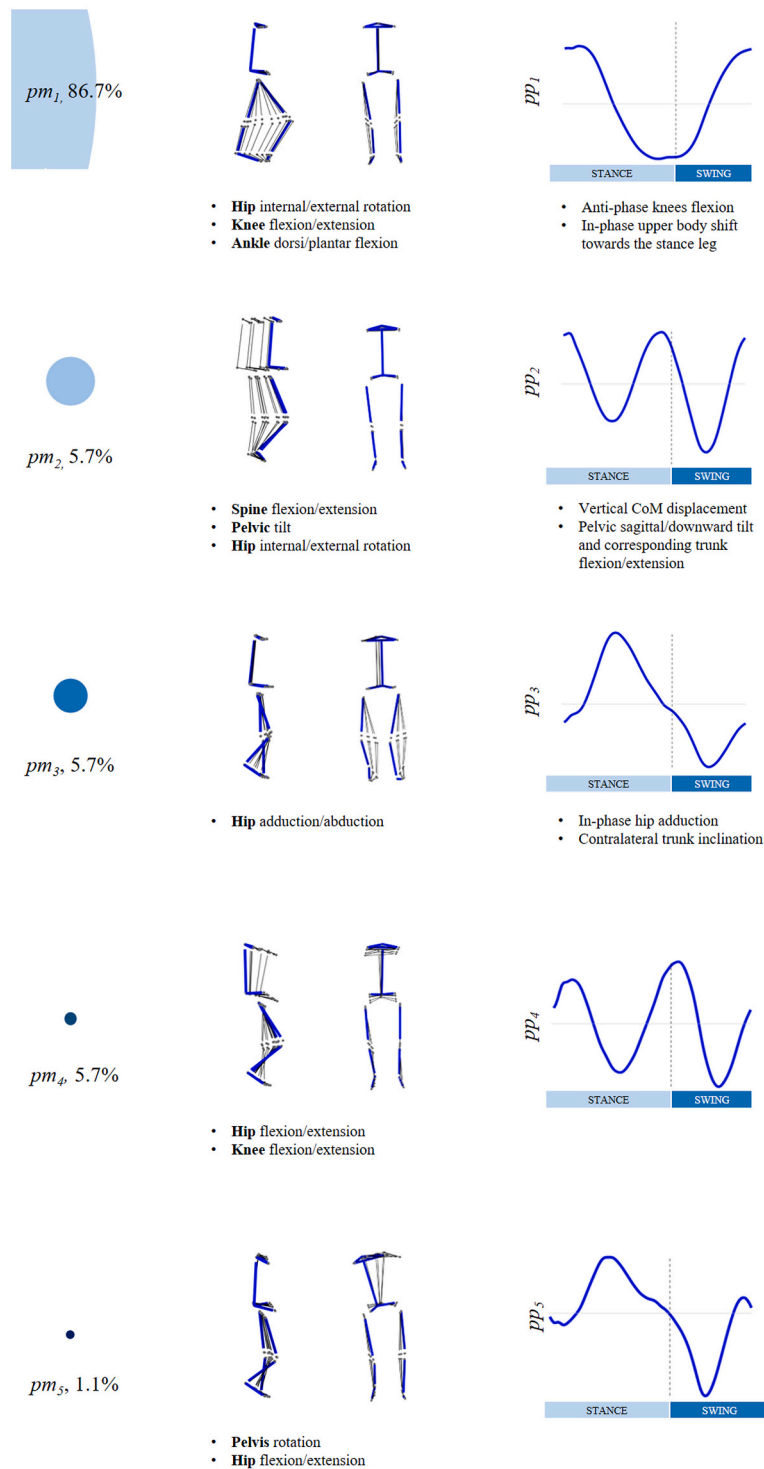 pm1, 86.7%
pp1
STANCE SWING
• Hip internal/external rotation
• Knee flexion/extension
• Ankle dorsi/plantar flexion
• Anti-phase knees flexion
• In-phase upper body shift
towards the stance leg
pm2, 5.7%
pp2
STANCE SWING
• Spine flexion/extension
• Pelvic tilt
• Hip internal/external rotation
• Vertical CoM displacement
• Pelvic sagittal/downward tilt
and corresponding trunk
flexion/extension
pm3, 5.7%
pp3
STANCE SWING
• Hip adduction/abduction
• In-phase hip adduction
• Contralateral trunk inclination
pm4, 5.7%
pp4
STANCE SWING
• Hip flexion/extension
• Knee flexion/extension
pm5, 1.1%
pp5
STANCE SWING
• Pelvis rotation
• Hip flexion/extension